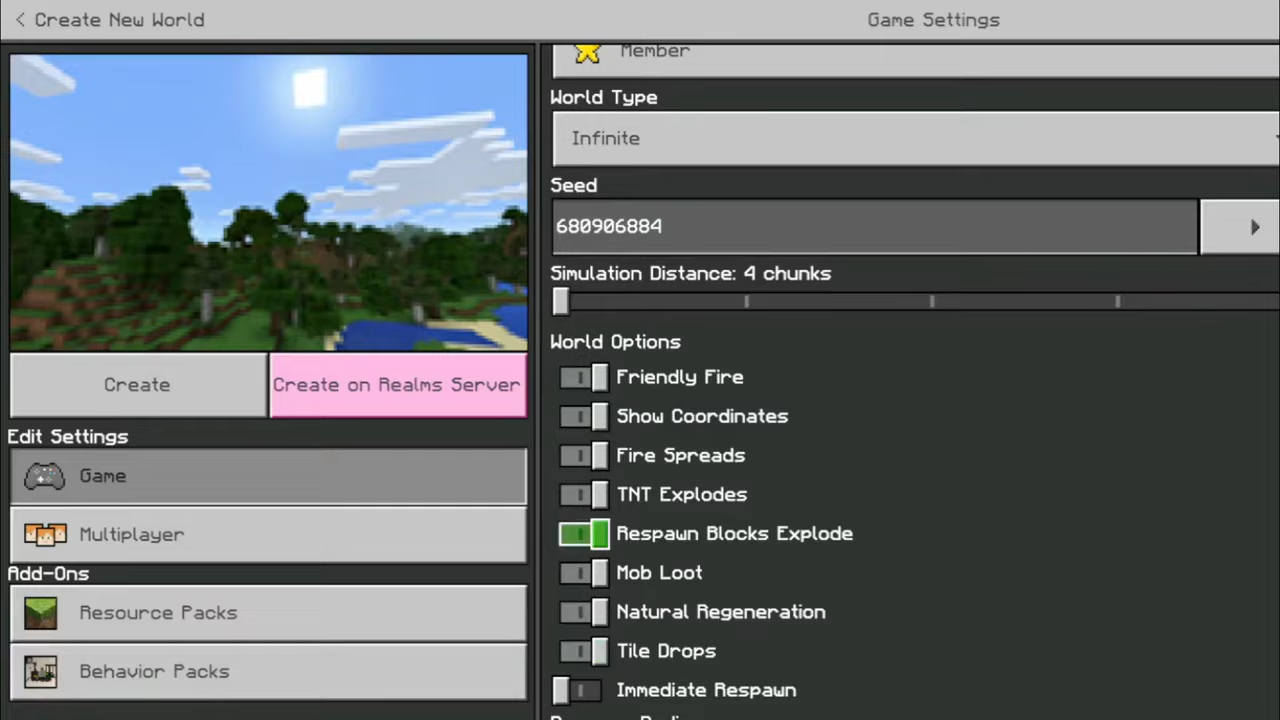 Create New World
Game Settings
Member
World Type
Infinite
Seed
680906884
Simulation Distance: 4 chunks
World Options
Friendly Fire
Show Coordinates
Fire Spreads
TNT Explodes
Respawn Blocks Explode
Mob Loot
Natural Regeneration
Tile Drops
Immediate Respawn
Create
Create on Realms Server
Edit Settings
Game
Multiplayer
Add-Ons
Resource Packs
Behavior Packs